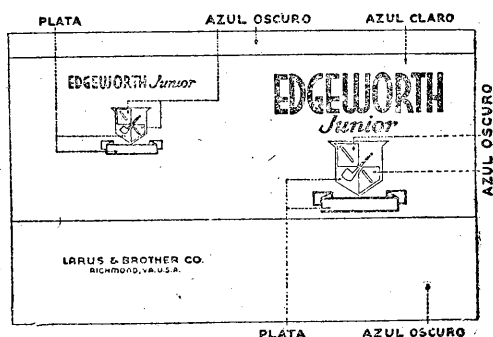 PLATA AZUL OSCURO AZUL CLARO
EDGEWORTH Junior
EDGEWORTH
Junior
AZUL OSCURO
LARUS & BROTHER CO.
RICHMOND, VA. U.S.A.
PLATA AZUL OSCURO